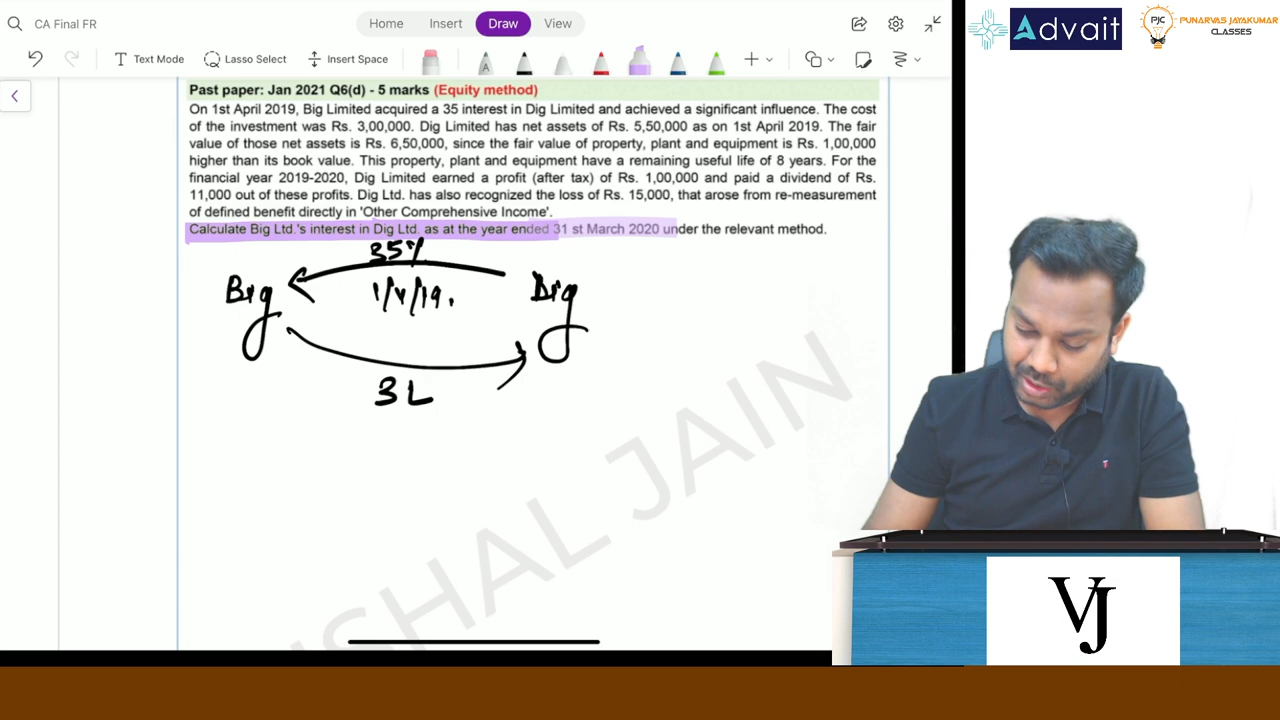 CA Final FR
Home Insert Draw View
Text Mode Lasso Select Insert Space
Advait
PJC
PUNARVAS JAYAKUMAR
CLASSES
Past paper: Jan 2021 Q6(d) - 5 marks (Equity method)
On 1st April 2019, Big Limited acquired a 35 interest in Dig Limited and achieved a significant influence. The cost
of the investment was Rs. 3,00,000. Dig Limited has net assets of Rs. 5,50,000 as on 1st April 2019. The fair
value of those net assets is Rs. 6,50,000, since the fair value of property, plant and equipment is Rs. 1,00,000
higher than its book value. This property, plant and equipment have a remaining useful life of 8 years. For the
financial year 2019-2020, Dig Limited earned a profit (after tax) of Rs. 1,00,000 and paid a dividend of Rs.
11,000 out of these profits. Dig Ltd. has also recognized the loss of Rs. 15,000, that arose from re-measurement
of defined benefit directly in 'Other Comprehensive Income'.
Calculate Big Ltd.'s interest in Dig Ltd. as at the year ended 31 st March 2020 under the relevant method.
35%
Big 1/4/19. Dig
3 L
SHAL JAIN
VJ